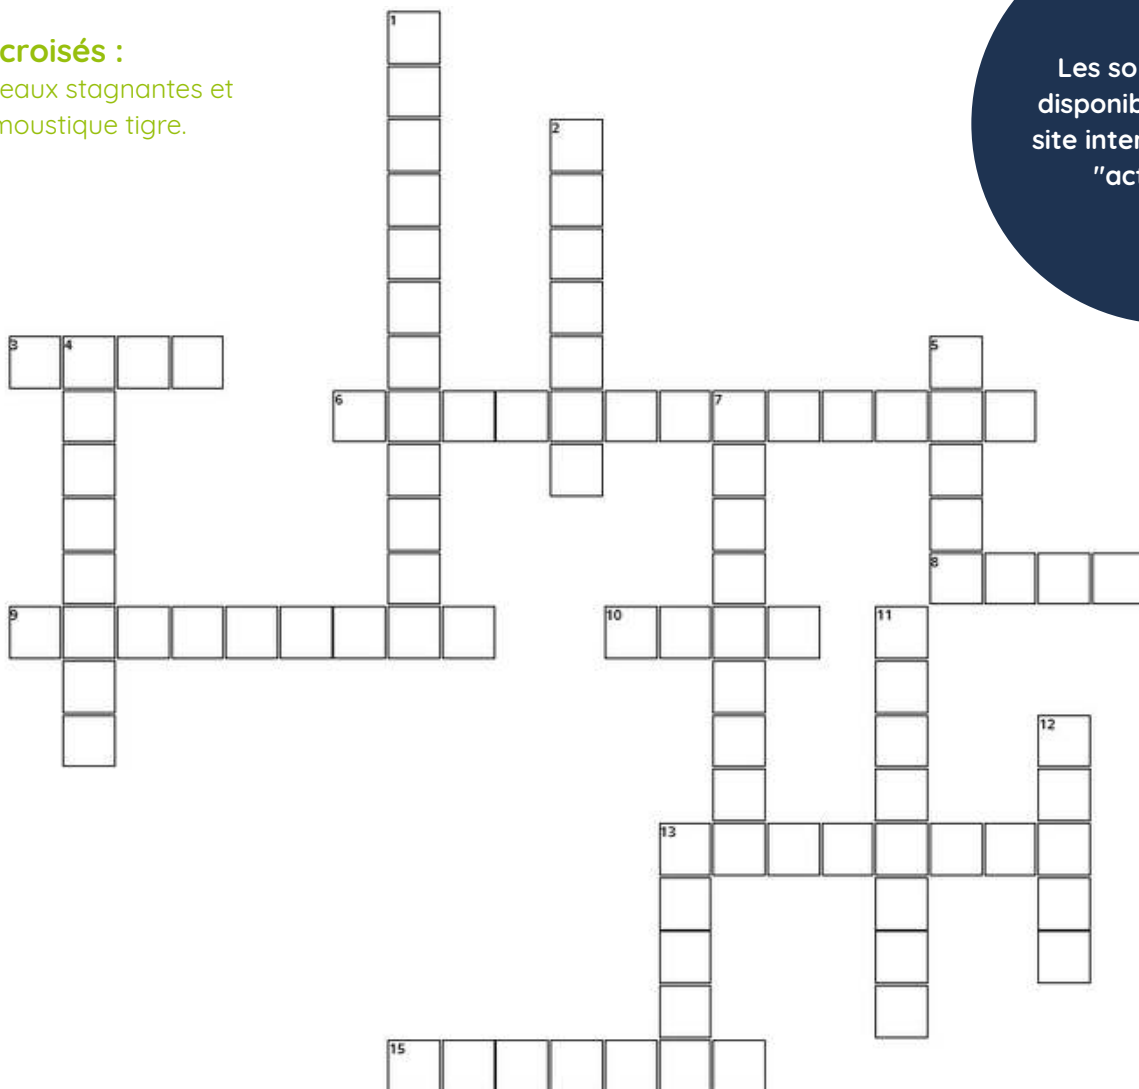 croisés :
eaux stagnantes et
moustique tigre.
Les so
disponib
site inter
"act
1
2
3 4
5
6 7
8
9
10
11
12
13
15